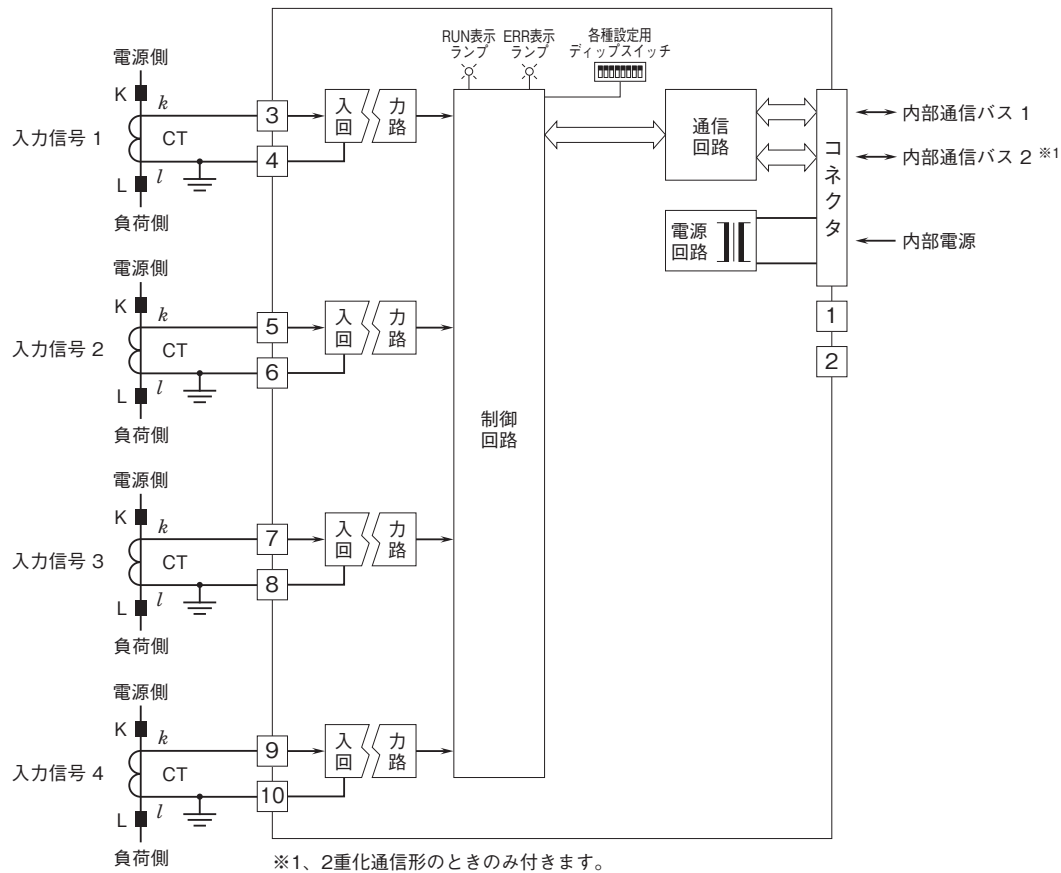 RUN表示
ランプ
ERR表示
ランプ
各種設定用
ディップスイッチ
電源側
K
k
入力信号 1
CT
L
l
負荷側
3
4
入
回
力
路
電源側
K
k
入力信号 2
CT
L
l
負荷側
5
6
入
回
力
路
電源側
K
k
入力信号 3
CT
L
l
負荷側
7
8
入
回
力
路
電源側
K
k
入力信号 4
CT
L
l
負荷側
9
10
入
回
力
路
制御
回路
通信
回路
電源
回路
コネクタ
1
2
内部通信バス 1
内部通信バス 2 ※1
内部電源
※1、2重化通信形のときのみ付きます。